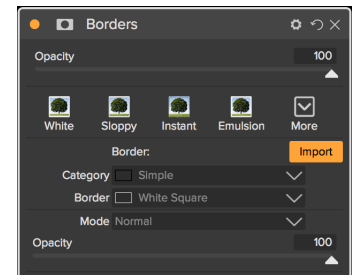 Borders
Opacity 100
White Sloppy Instant Emulsion More
Border: Import
Category Simple
Border White Square
Mode Normal
Opacity 100